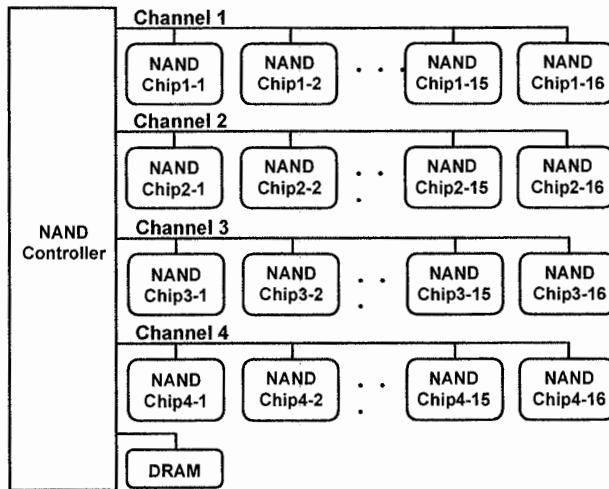 Channel 1
NAND NAND NAND NAND
Chip1-1 Chip1-2 . . . Chip1-15 Chip1-16
Channel 2
NAND NAND NAND NAND
Chip2-1 Chip2-2 . . . Chip2-15 Chip2-16
NAND
Controller
Channel 3
NAND NAND NAND NAND
Chip3-1 Chip3-2 . . . Chip3-15 Chip3-16
Channel 4
NAND NAND NAND NAND
Chip4-1 Chip4-2 . . . Chip4-15 Chip4-16
DRAM